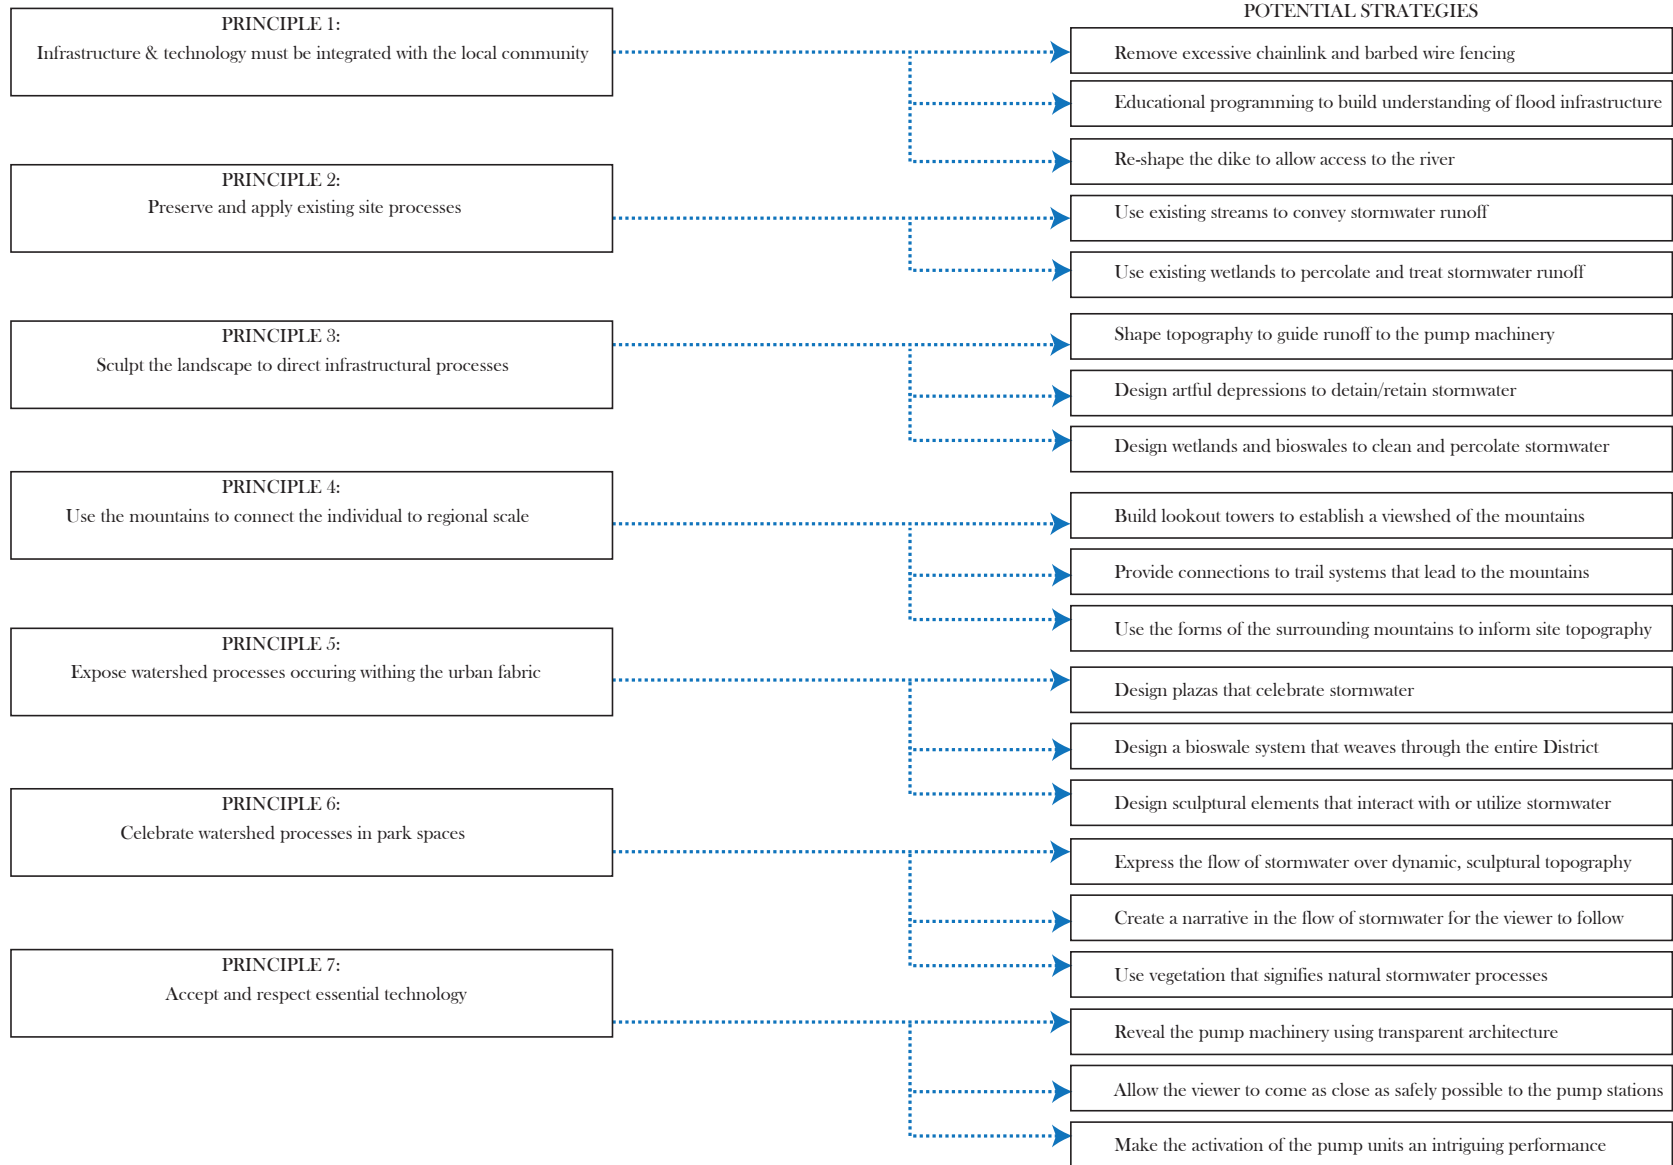 POTENTIAL STRATEGIES
PRINCIPLE 1:
Infrastructure & technology must be integrated with the local community
Remove excessive chainlink and barbed wire fencing
Educational programming to build understanding of flood infrastructure
Re-shape the dike to allow access to the river
PRINCIPLE 2:
Preserve and apply existing site processes
Use existing streams to convey stormwater runoff
Use existing wetlands to percolate and treat stormwater runoff
PRINCIPLE 3:
Sculpt the landscape to direct infrastructural processes
Shape topography to guide runoff to the pump machinery
Design artful depressions to detain/retain stormwater
Design wetlands and bioswales to clean and percolate stormwater
PRINCIPLE 4:
Use the mountains to connect the individual to regional scale
Build lookout towers to establish a viewshed of the mountains
Provide connections to trail systems that lead to the mountains
Use the forms of the surrounding mountains to inform site topography
PRINCIPLE 5:
Expose watershed processes occuring withing the urban fabric
Design plazas that celebrate stormwater
Design a bioswale system that weaves through the entire District
Design sculptural elements that interact with or utilize stormwater
PRINCIPLE 6:
Celebrate watershed processes in park spaces
Express the flow of stormwater over dynamic, sculptural topography
Create a narrative in the flow of stormwater for the viewer to follow
Use vegetation that signifies natural stormwater processes
PRINCIPLE 7:
Accept and respect essential technology
Reveal the pump machinery using transparent architecture
Allow the viewer to come as close as safely possible to the pump stations
Make the activation of the pump units an intriguing performance